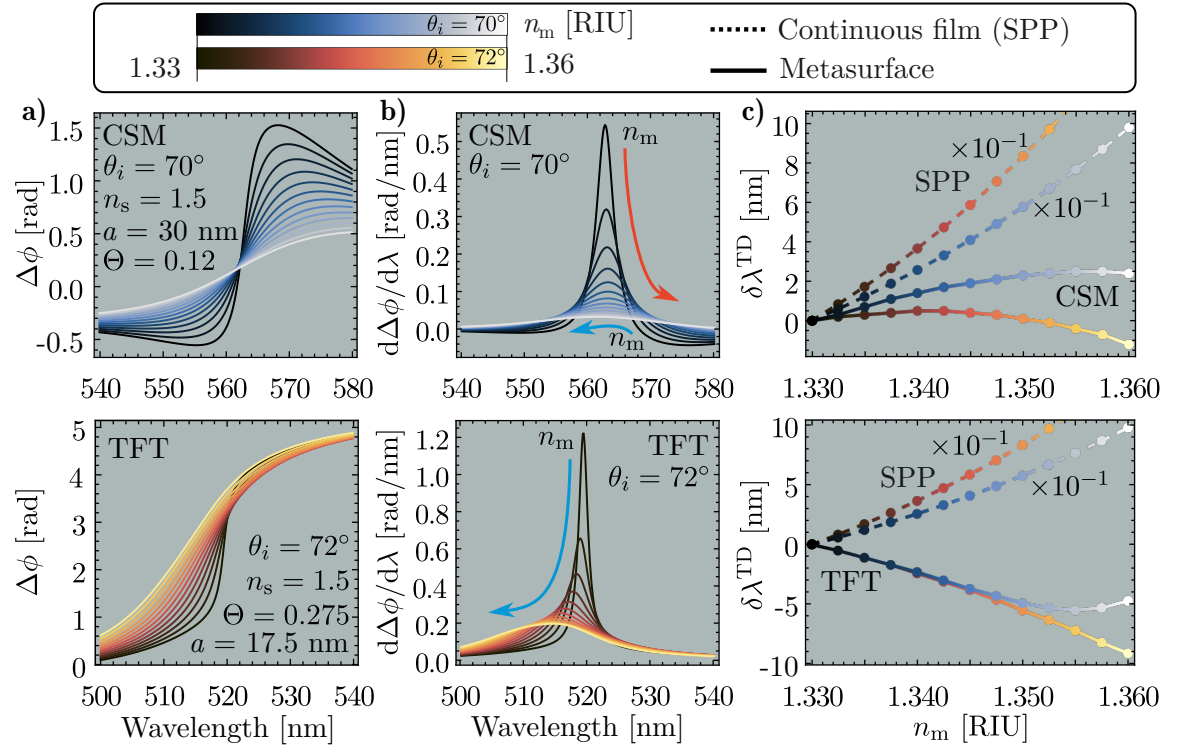 θi = 70° nm [RIU] Continuous film (SPP)
1.33 θi = 72° 1.36 Metasurface
a) b) c)
CSM
θi = 70°
ns = 1.5
a = 30 nm
Θ = 0.12
1.5
1.0
0.5
0.0
-0.5
Δϕ [rad]
540 550 560 570 580
CSM
θi = 70°
nm
nm
0.5
0.4
0.3
0.2
0.1
0.0
dΔϕ/dλ [rad/nm]
540 550 560 570 580
10
8
6
4
2
0
δλTD [nm]
×10−1
SPP
×10−1
CSM
1.330 1.340 1.350 1.360
TFT
5
4
3
2
1
0
Δϕ [rad]
θi = 72°
ns = 1.5
Θ = 0.275
a = 17.5 nm
500 510 520 530 540
Wavelength [nm]
nm
TFT
θi = 72°
1.2
1.0
0.8
0.6
0.4
0.2
0.0
dΔϕ/dλ [rad/nm]
500 510 520 530 540
Wavelength [nm]
10
5
0
-5
-10
δλTD [nm]
×10−1
SPP
×10−1
TFT
1.330 1.340 1.350 1.360
nm [RIU]